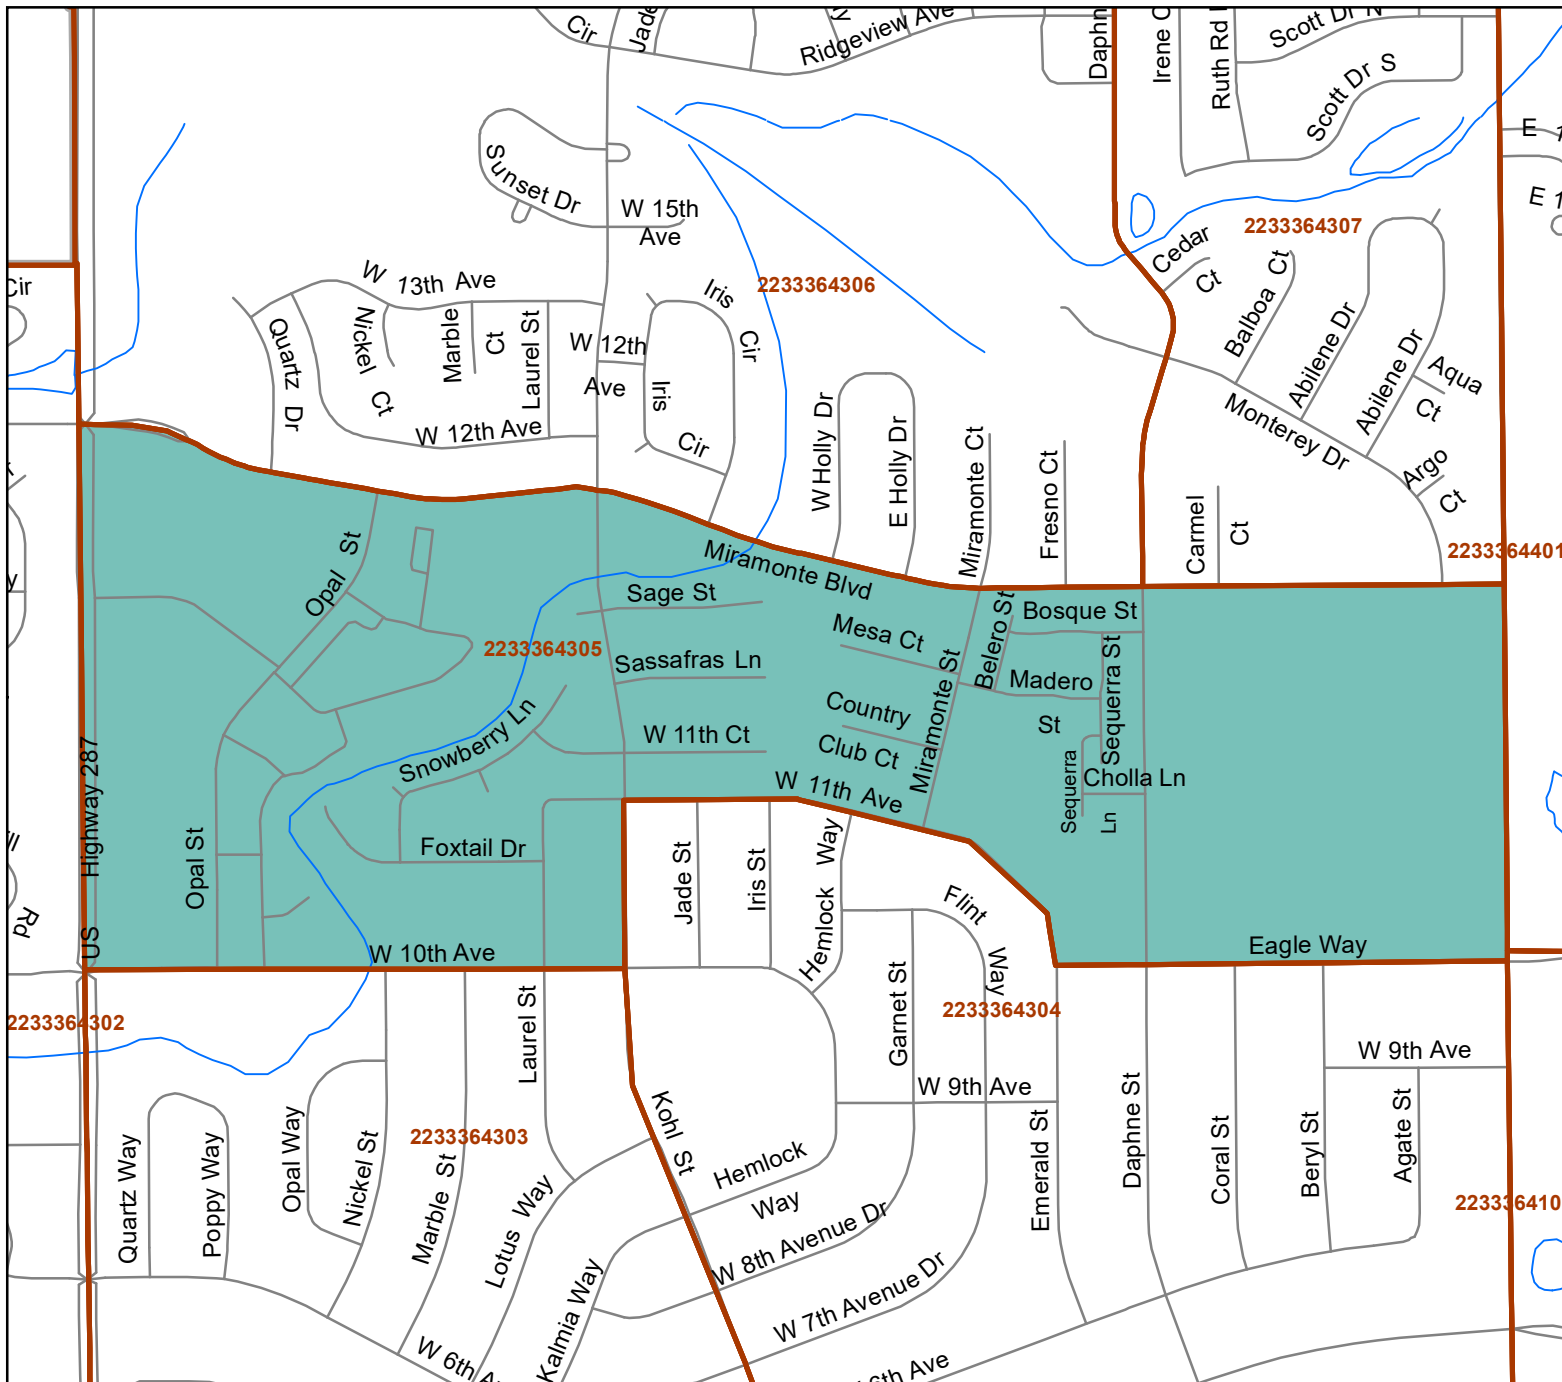 Cir
Jade
Ridgeview Ave
Daphn
Irene C
Ruth Rd
Scott Dr N
Scott Dr S
E
E 1
Sunset Dr
W 15th
Ave
Cedar
Ct
2233364307
Balboa Ct
Abilene Dr
Abilene Dr
Aqua
Ct
Argo
Ct
Monterey Dr
Cir
W 13th Ave
Quartz Dr
Nickel Ct
Marble
Ct
Laurel St
W 12th
Ave
W 12th Ave
Iris
Cir
Iris
Cir
2233364306
W Holly Dr
E Holly Dr
Miramonte Ct
Fresno Ct
Carmel
Ct
2233364401
Miramonte Blvd
Opal St
Sage St
2233364305
Sassafras Ln
W 11th Ct
Mesa Ct
Country
Club Ct
Miramonte St
Belero St
Bosque St
Madero
St
Sequerra St
Sequerra
Ln
Cholla Ln
W 11th Ave
Snowberry Ln
Foxtail Dr
Opal St
US Highway 287
Rd
W 10th Ave
Eagle Way
Jade St
Iris St
Hemlock Way
Flint
Way
Garnet St
2233364304
2233364302
Laurel St
W 9th Ave
W 9th Ave
Kohl St
2233364303
Hemlock
Way
W 8th Avenue Dr
W 7th Avenue Dr
Emerald St
Daphne St
Coral St
Beryl St
Agate St
223336410
Quartz Way
Poppy Way
Opal Way
Nickel St
Marble St
Lotus Way
Kalmia Way
W 6th A
6th Ave